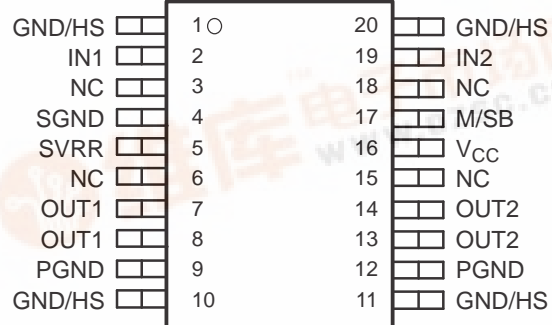 GND/HS 1 20 GND/HS
IN1 2 19 IN2
NC 3 18 NC
SGND 4 17 M/SB
SVRR 5 16 VCC
NC 6 15 NC
OUT1 7 14 OUT2
OUT1 8 13 OUT2
PGND 9 12 PGND
GND/HS 10 11 GND/HS